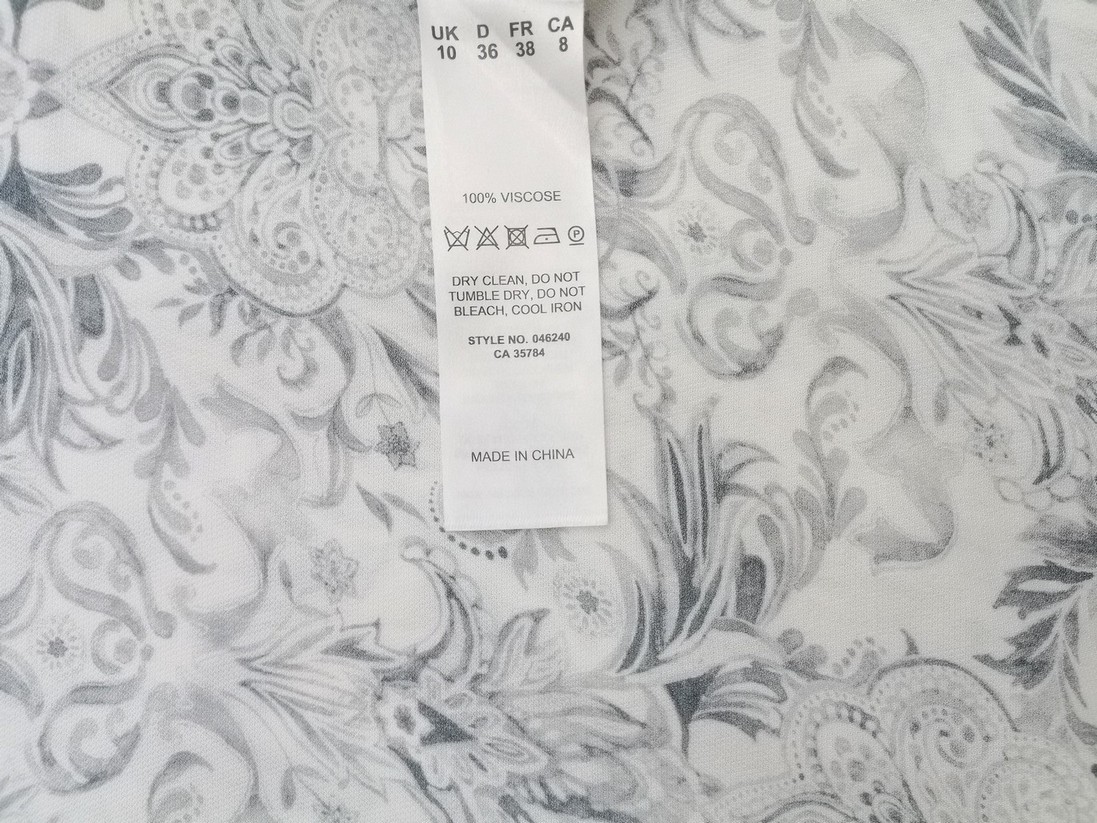 UK D FR CA
10 36 38 8
100% VISCOSE
P
DRY CLEAN, DO NOT
TUMBLE DRY, DO NOT
BLEACH, COOL IRON
STYLE NO. 046240
CA 35784
MADE IN CHINA